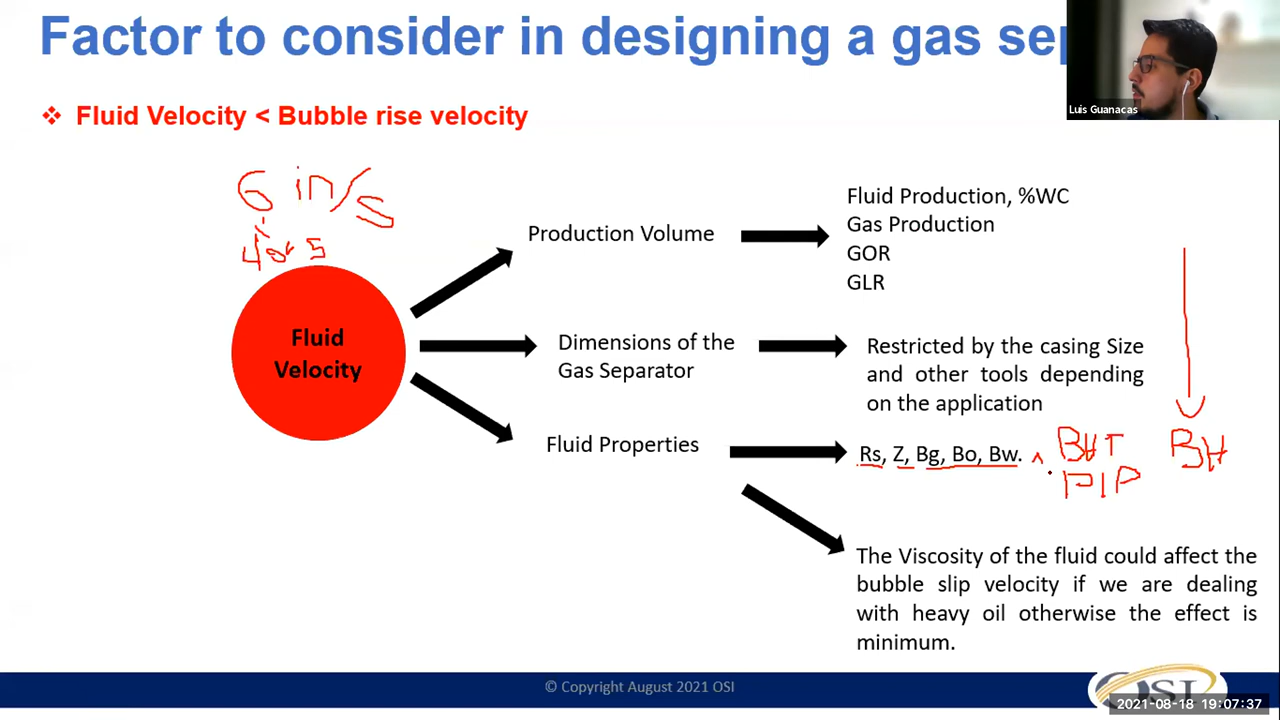 Factor to consider in designing a gas sep
Luis Guanacas
❖ Fluid Velocity < Bubble rise velocity
6 in/s
4 or 5
Fluid
Velocity
Production Volume
Fluid Production, %WC
Gas Production
GOR
GLR
Dimensions of the
Gas Separator
Restricted by the casing Size
and other tools depending
on the application
Fluid Properties
Rs, Z, Bg, Bo, Bw.
BHT
PIP
BH
The Viscosity of the fluid could affect the
bubble slip velocity if we are dealing
with heavy oil otherwise the effect is
minimum.
© Copyright August 2021 OSI
OSI
2021-08-18 19:07:37